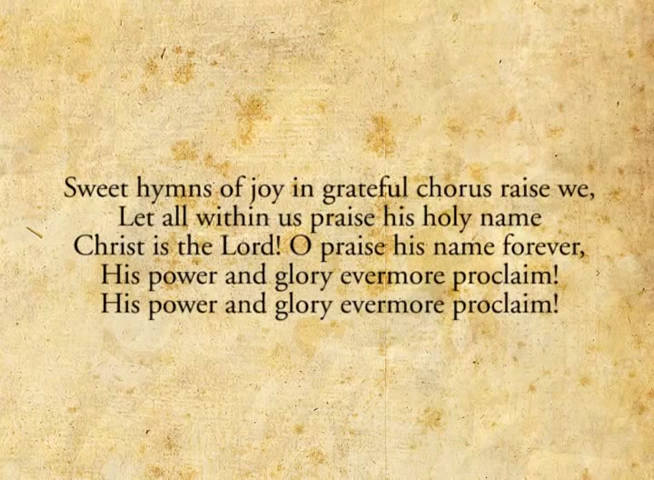 Sweet hymns of joy in grateful chorus raise we,
Let all within us praise his holy name
Christ is the Lord! O praise his name forever,
His power and glory evermore proclaim!
His power and glory evermore proclaim!